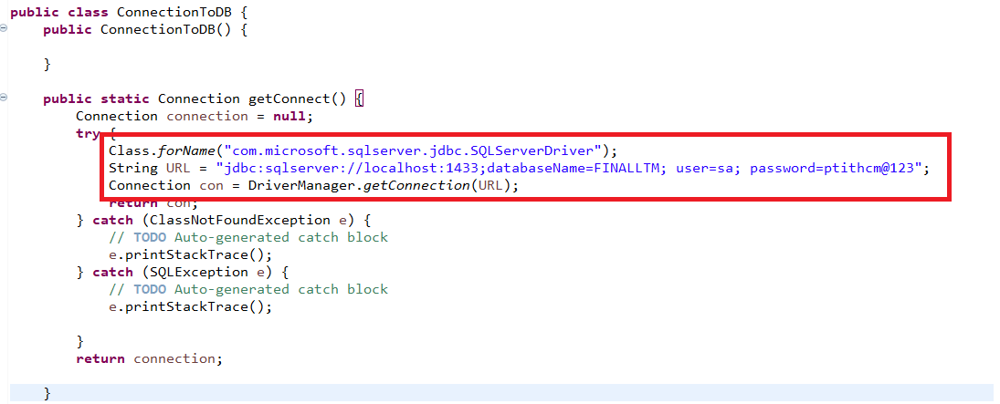 public class ConnectionToDB {
public ConnectionToDB() {
}
public static Connection getConnect() {
Connection connection = null;
try {
Class.forName("com.microsoft.sqlserver.jdbc.SQLServerDriver");
String URL = "jdbc:sqlserver://localhost:1433;databaseName=FINALLTM; user=sa; password=ptithcm@123";
Connection con = DriverManager.getConnection(URL);
return con;
} catch (ClassNotFoundException e) {
// TODO Auto-generated catch block
e.printStackTrace();
} catch (SQLException e) {
// TODO Auto-generated catch block
e.printStackTrace();
}
return connection;
}